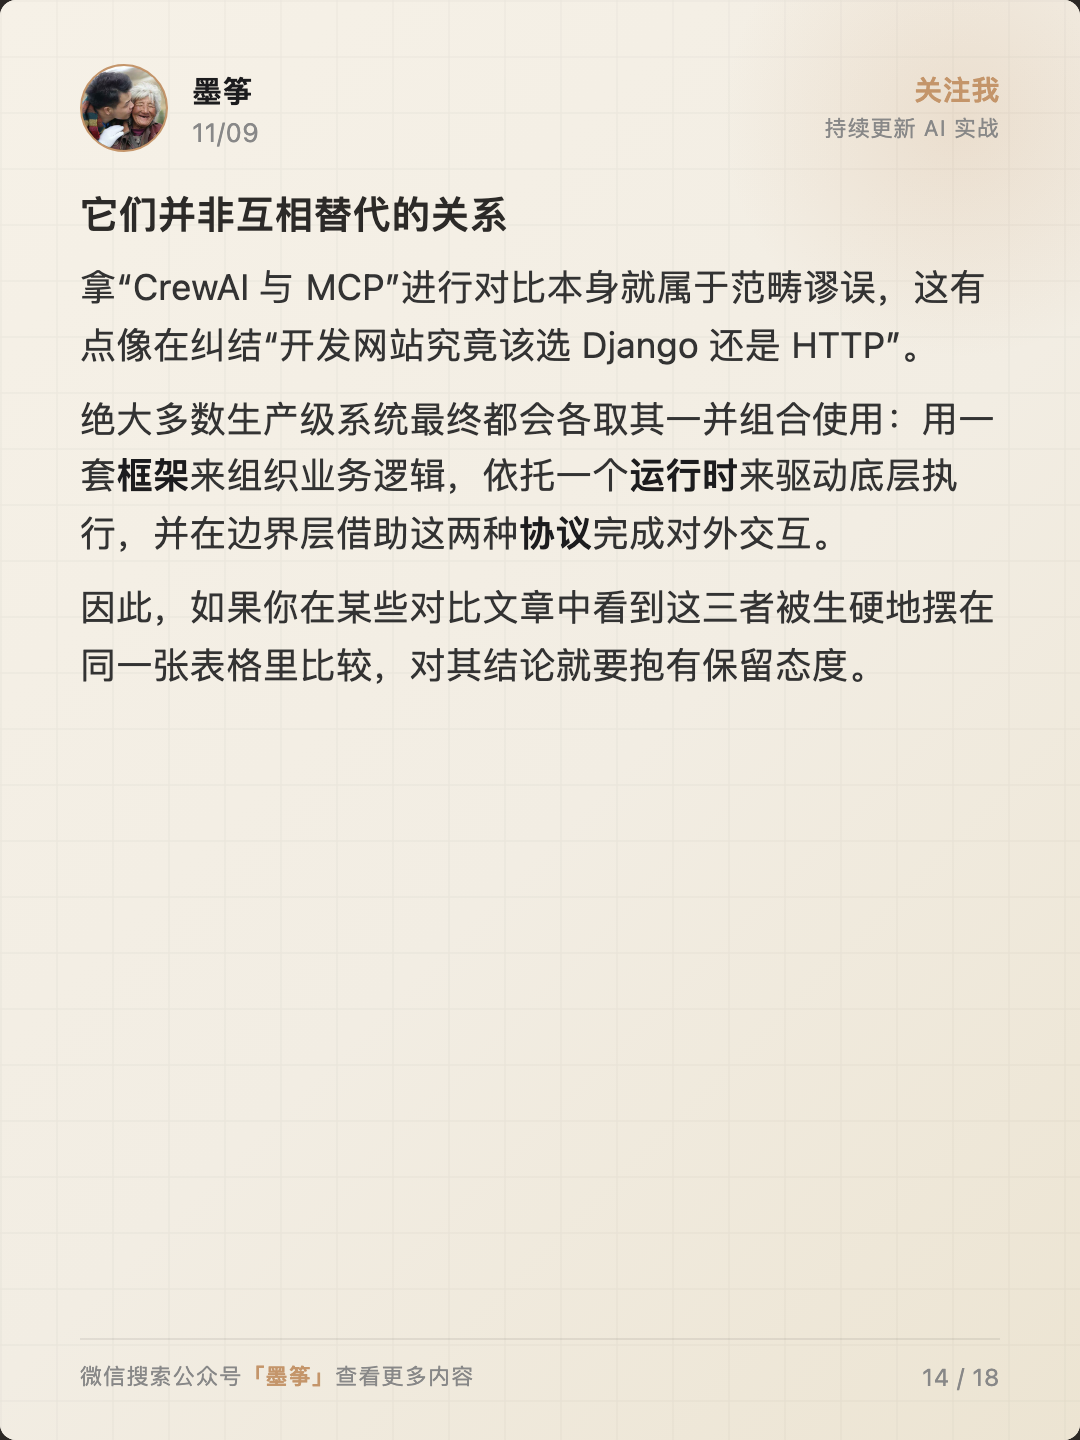 墨筝
11/09
关注我
持续更新 AI 实战
它们并非互相替代的关系
拿“CrewAI 与 MCP”进行对比本身就属于范畴谬误，这有
点像在纠结“开发网站究竟该选 Django 还是 HTTP”。
绝大多数生产级系统最终都会各取其一并组合使用：用一
套框架来组织业务逻辑，依托一个运行时来驱动底层执
行，并在边界层借助这两种协议完成对外交互。
因此，如果你在某些对比文章中看到这三者被生硬地摆在
同一张表格里比较，对其结论就要抱有保留态度。
微信搜索公众号「墨筝」查看更多内容
14 / 18